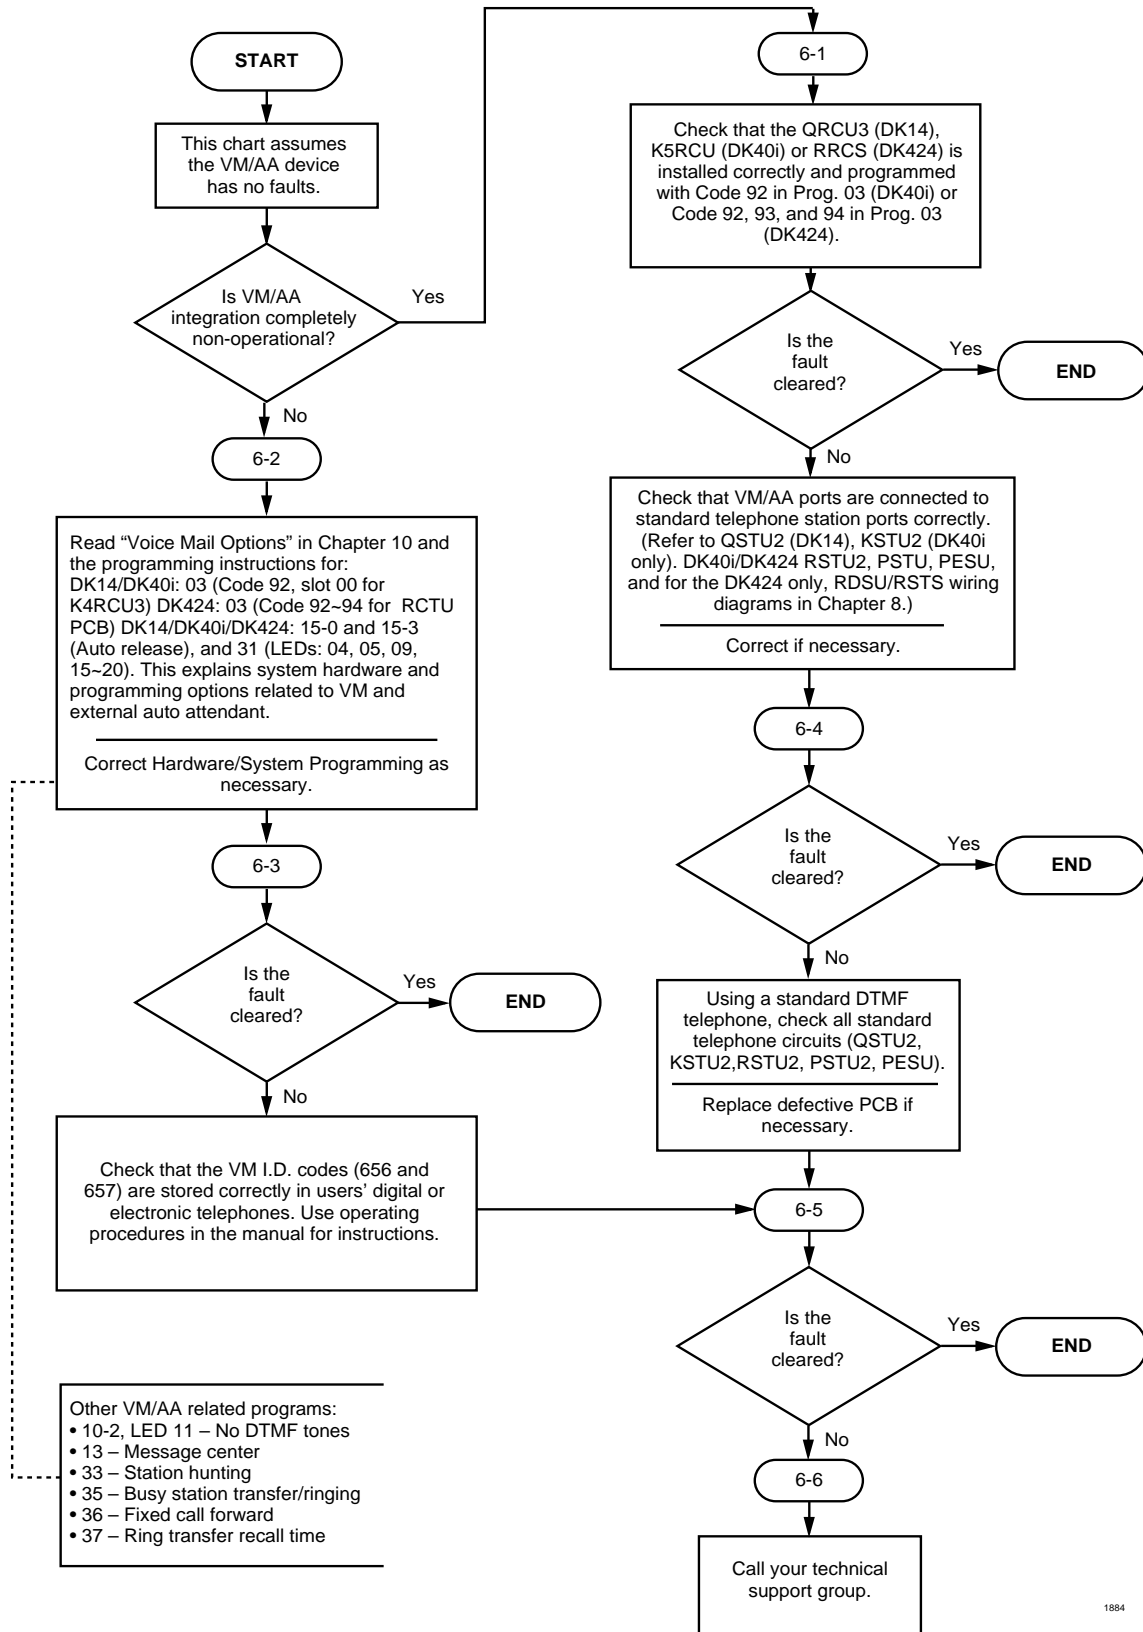 START
This chart assumes
the VM/AA device
has no faults.
Is VM/AA
integration completely
non-operational?
Yes
No
6-2
Read “Voice Mail Options” in Chapter 10 and
the programming instructions for:
DK14/DK40i: 03 (Code 92, slot 00 for
K4RCU3) DK424: 03 (Code 92~94 for RCTU
PCB) DK14/DK40i/DK424: 15-0 and 15-3
(Auto release), and 31 (LEDs: 04, 05, 09,
15~20). This explains system hardware and
programming options related to VM and
external auto attendant.
Correct Hardware/System Programming as
necessary.
6-3
Is the
fault
cleared?
Yes
END
No
Check that the VM I.D. codes (656 and
657) are stored correctly in users’ digital or
electronic telephones. Use operating
procedures in the manual for instructions.
Other VM/AA related programs:
• 10-2, LED 11 – No DTMF tones
• 13 – Message center
• 33 – Station hunting
• 35 – Busy station transfer/ringing
• 36 – Fixed call forward
• 37 – Ring transfer recall time
6-1
Check that the QRCU3 (DK14),
K5RCU (DK40i) or RRCS (DK424) is
installed correctly and programmed
with Code 92 in Prog. 03 (DK40i) or
Code 92, 93, and 94 in Prog. 03
(DK424).
Is the
fault
cleared?
Yes
END
No
Check that VM/AA ports are connected to
standard telephone station ports correctly.
(Refer to QSTU2 (DK14), KSTU2 (DK40i
only). DK40i/DK424 RSTU2, PSTU, PESU,
and for the DK424 only, RDSU/RSTS wiring
diagrams in Chapter 8.)
Correct if necessary.
6-4
Is the
fault
cleared?
Yes
END
No
Using a standard DTMF
telephone, check all standard
telephone circuits (QSTU2,
KSTU2,RSTU2, PSTU2, PESU).
Replace defective PCB if
necessary.
6-5
Is the
fault
cleared?
Yes
END
No
6-6
Call your technical
support group.
1884